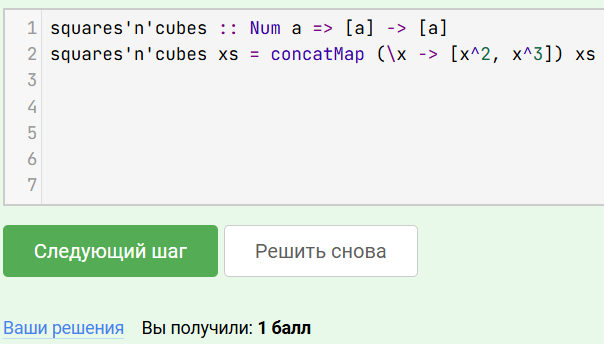 1 squares'n'cubes :: Num a => [a] -> [a]
2 squares'n'cubes xs = concatMap (\x -> [x^2, x^3]) xs
3
4
5
6
7
Следующий шаг Решить снова
Ваши решения Вы получили: 1 балл